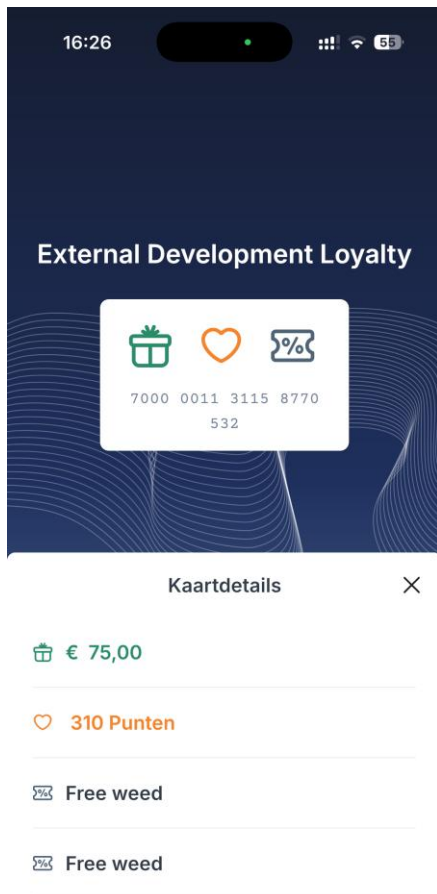 16:26
55
External Development Loyalty
7000 0011 3115 8770
532
Kaartdetails
€ 75,00
310 Punten
Free weed
Free weed